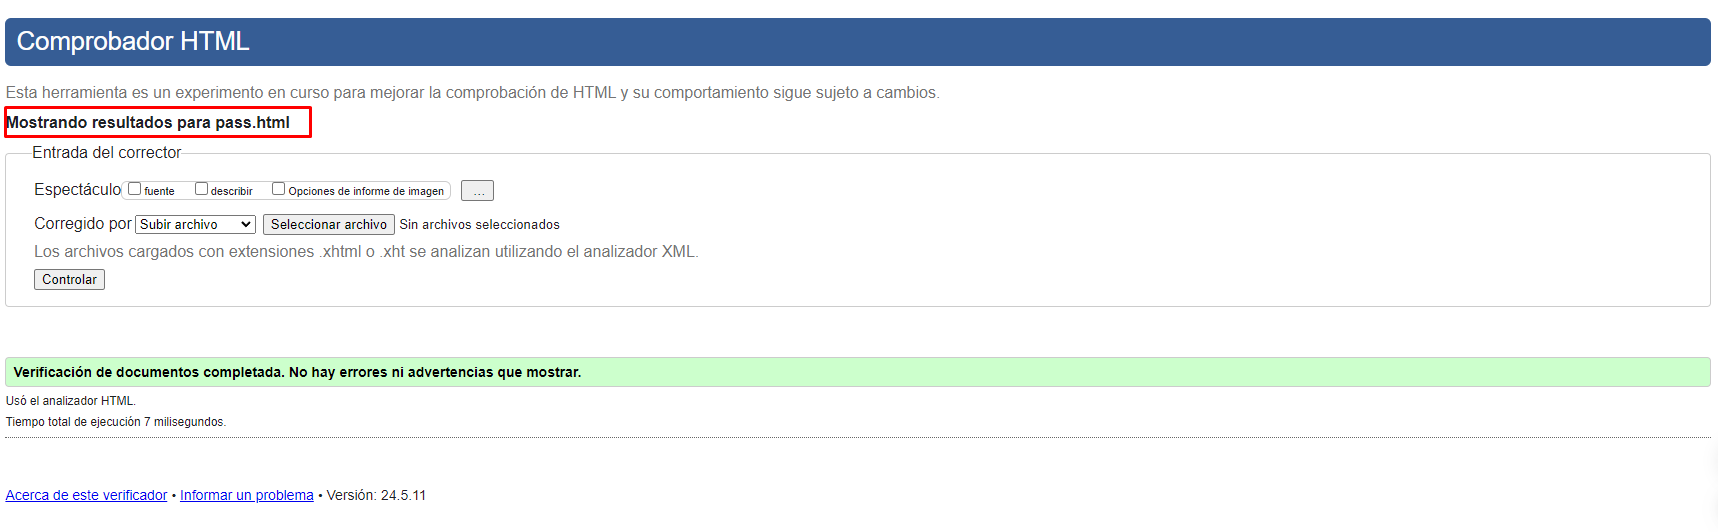 Comprobador HTML
Esta herramienta es un experimento en curso para mejorar la comprobación de HTML y su comportamiento sigue sujeto a cambios.
Mostrando resultados para pass.html
Entrada del corrector
Espectáculo fuente describir Opciones de informe de imagen ...
Corregido por Subir archivo Seleccionar archivo Sin archivos seleccionados
Los archivos cargados con extensiones .xhtml o .xht se analizan utilizando el analizador XML.
Controlar
Verificación de documentos completada. No hay errores ni advertencias que mostrar.
Usó el analizador HTML.
Tiempo total de ejecución 7 milisegundos.
Acerca de este verificador • Informar un problema • Versión: 24.5.11